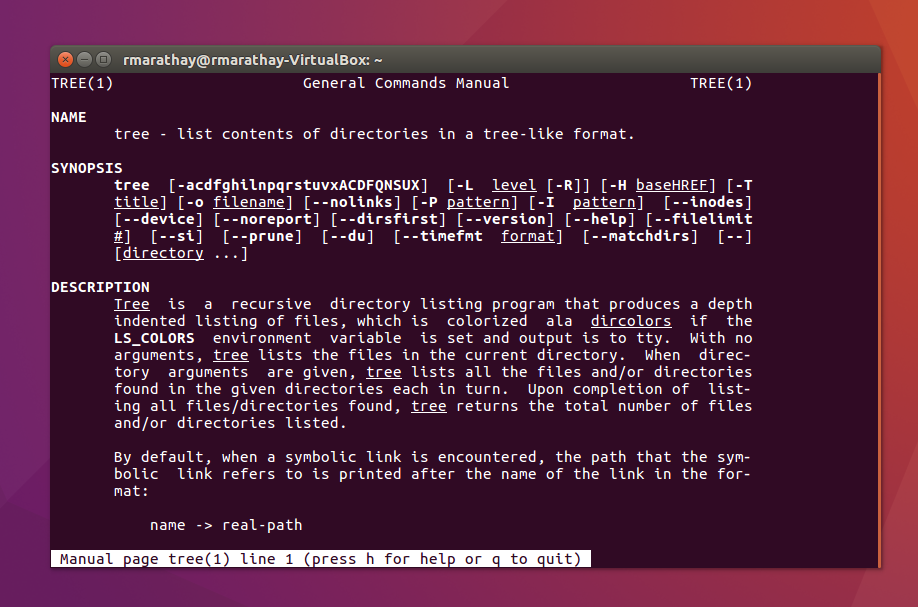 rmarathay@rmarathay-VirtualBox: ~
TREE(1) General Commands Manual TREE(1)
NAME
tree - list contents of directories in a tree-like format.
SYNOPSIS
tree [-acdfghilnpqrstuvxACDFQNSUX] [-L level [-R]] [-H baseHREF] [-T
title] [-o filename] [--nolinks] [-P pattern] [-I pattern] [--inodes]
[--device] [--noreport] [--dirsfirst] [--version] [--help] [--filelimit
#] [--si] [--prune] [--du] [--timefmt format] [--matchdirs] [--]
[directory ...]
DESCRIPTION
Tree is a recursive directory listing program that produces a depth
indented listing of files, which is colorized ala dircolors if the
LS_COLORS environment variable is set and output is to tty. With no
arguments, tree lists the files in the current directory. When direc-
tory arguments are given, tree lists all the files and/or directories
found in the given directories each in turn. Upon completion of list-
ing all files/directories found, tree returns the total number of files
and/or directories listed.
By default, when a symbolic link is encountered, the path that the sym-
bolic link refers to is printed after the name of the link in the for-
mat:
name -> real-path
Manual page tree(1) line 1 (press h for help or q to quit)